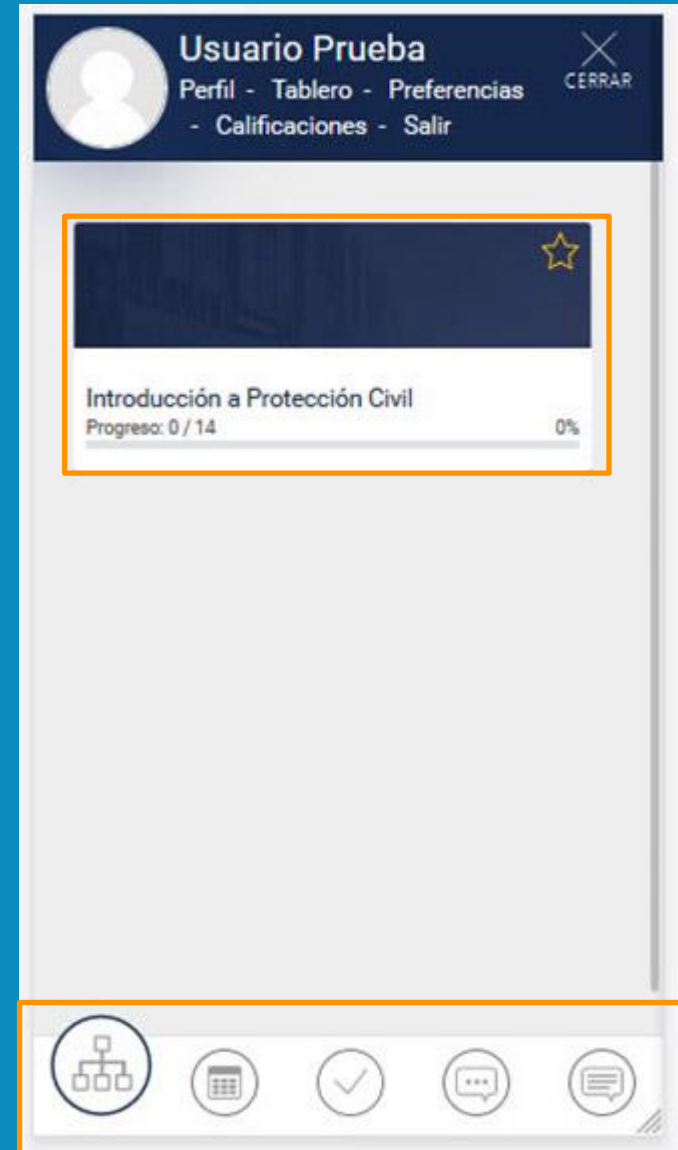 Usuario Prueba
CERRAR
Perfil - Tablero - Preferencias
- Calificaciones - Salir
Introducción a Protección Civil
Progreso: 0 / 14 0%